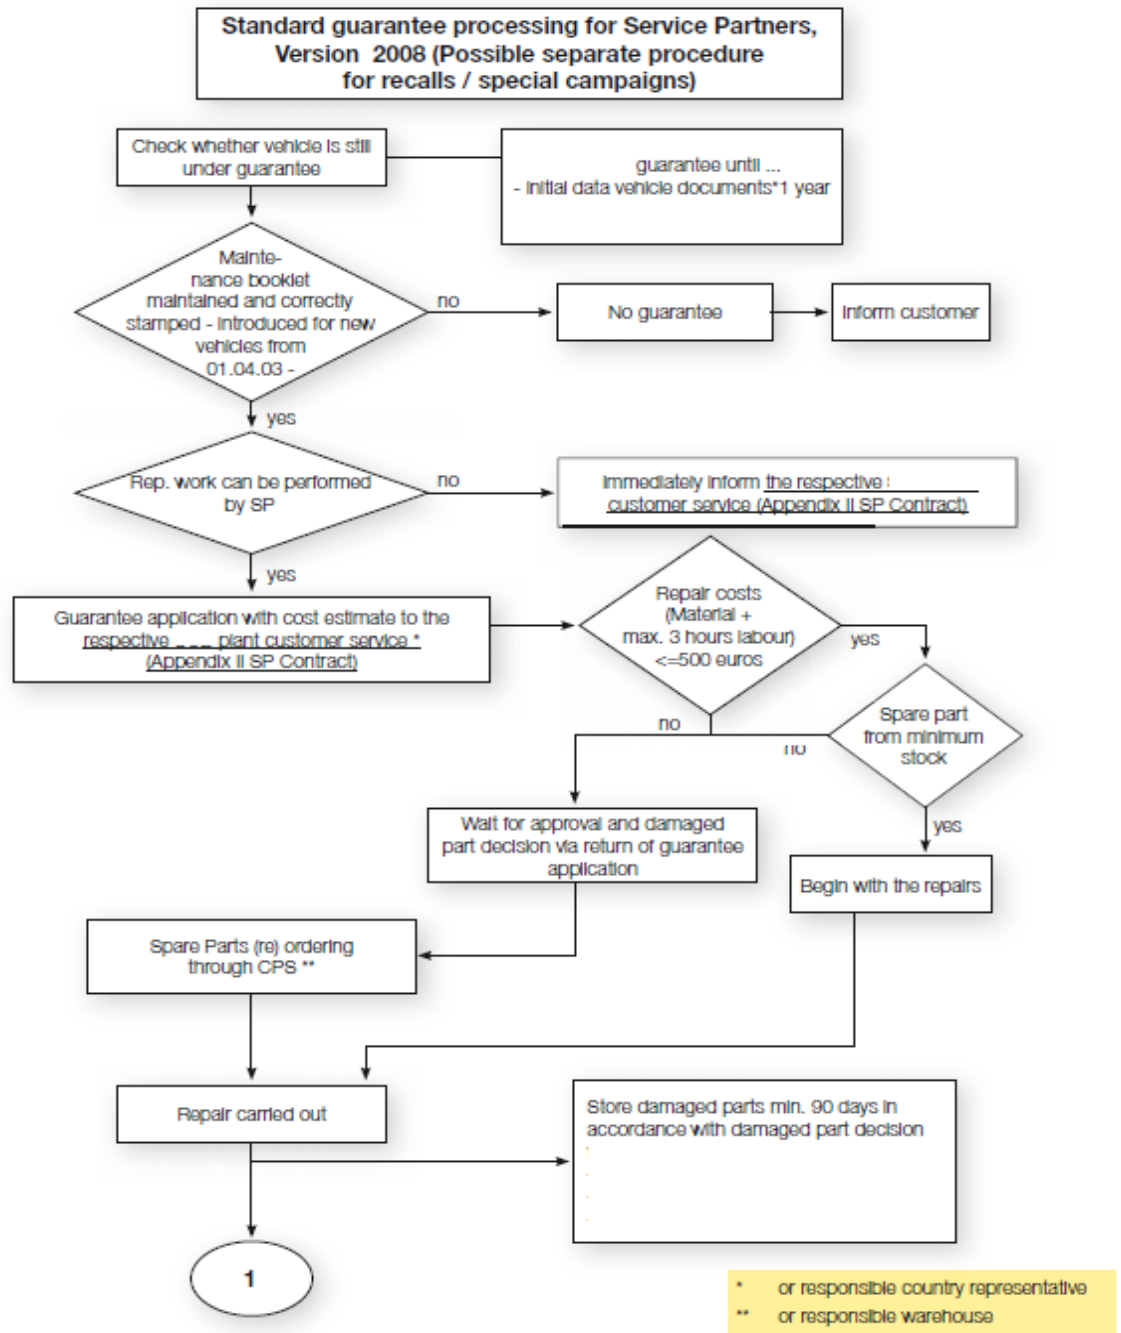 Standard guarantee processing for Service Partners,
Version 2008 (Possible separate procedure
for recalls / special campaigns)
Check whether vehicle is still
under guarantee
guarantee until ...
- Initial data vehicle documents*1 year
Mainte-
nance booklet
maintained and correctly
stamped - Introduced for new
vehicles from
01.04.03 -
no
No guarantee
Inform customer
yes
Rep. work can be performed
by SP
no
Immediately inform the respective
customer service (Appendix II SP Contract)
yes
Guarantee application with cost estimate to the
respective _ _ _ plant customer service *
(Appendix II SP Contract)
Repair costs
(Material +
max. 3 hours labour)
<=500 euros
yes
no
Spare part
from minimum
stock
no
yes
Wait for approval and damaged
part decision via return of guarantee
application
Begin with the repairs
Spare Parts (re) ordering
through CPS **
Repair carried out
Store damaged parts min. 90 days in
accordance with damaged part decision
1
* or responsible country representative
** or responsible warehouse